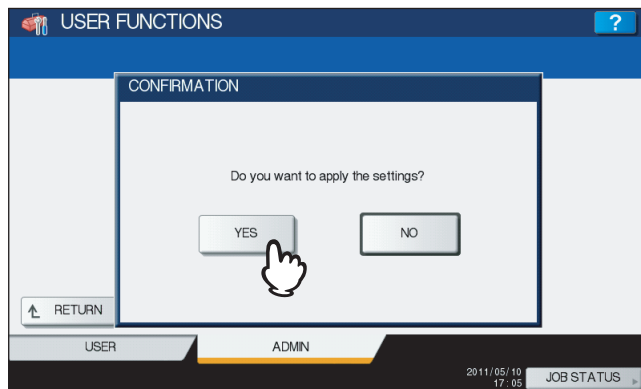 USER FUNCTIONS
?
CONFIRMATION
Do you want to apply the settings?
YES
NO
RETURN
USER
ADMIN
2011/05/10
17:05
JOB STATUS